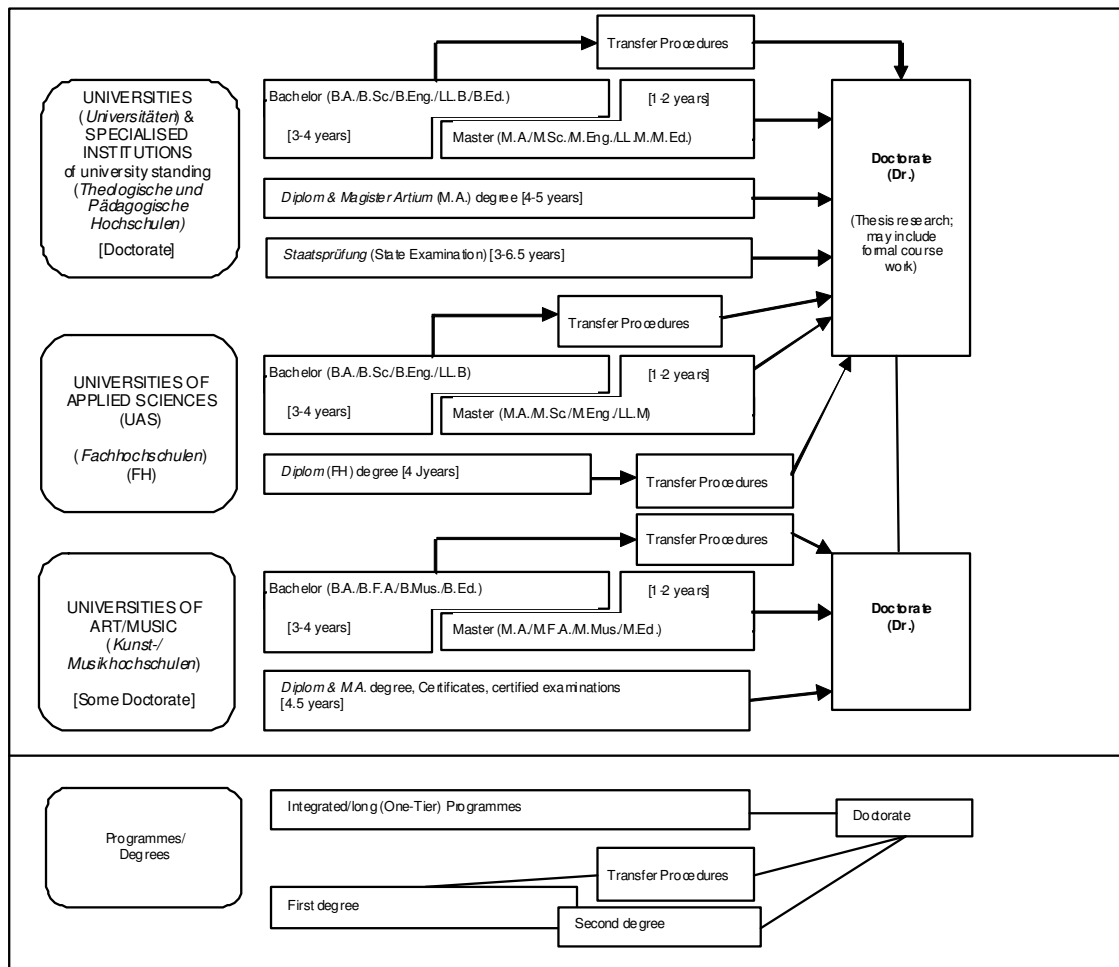 Transfer Procedures
UNIVERSITIES
(Universitäten) &
SPECIALISED
INSTITUTIONS
of university standing
(Theologische und
Pädagogische
Hochschulen)
[Doctorate]
Bachelor (B.A./B.Sc./B.Eng./LL.B./B.Ed.)
[1-2 years]
[3-4 years]
Master (M.A./M.Sc./M.Eng./LL.M./M.Ed.)
Diplom & Magister Artium (M.A.) degree [4-5 years]
Staatsprüfung (State Examination) [3-6.5 years]
Doctorate
(Dr.)
(Thesis research;
may include
formal course
work)
Transfer Procedures
UNIVERSITIES OF
APPLIED SCIENCES
(UAS)
(Fachhochschulen)
(FH)
Bachelor (B.A./B.Sc./B.Eng./LL.B)
[1-2 years]
[3-4 years]
Master (M.A./M.Sc./M.Eng./LL.M)
Diplom (FH) degree [4 Jyears]
Transfer Procedures
Transfer Procedures
UNIVERSITIES OF
ART/MUSIC
(Kunst-/
Musikhochschulen)
[Some Doctorate]
Bachelor (B.A./B.F.A./B.Mus./B.Ed.)
[1-2 years]
[3-4 years]
Master (M.A./M.F.A./M.Mus./M.Ed.)
Diplom & M.A. degree, Certificates, certified examinations
[4.5 years]
Doctorate
(Dr.)
Programmes/
Degrees
Integrated/long (One-Tier) Programmes
Doctorate
Transfer Procedures
First degree
Second degree